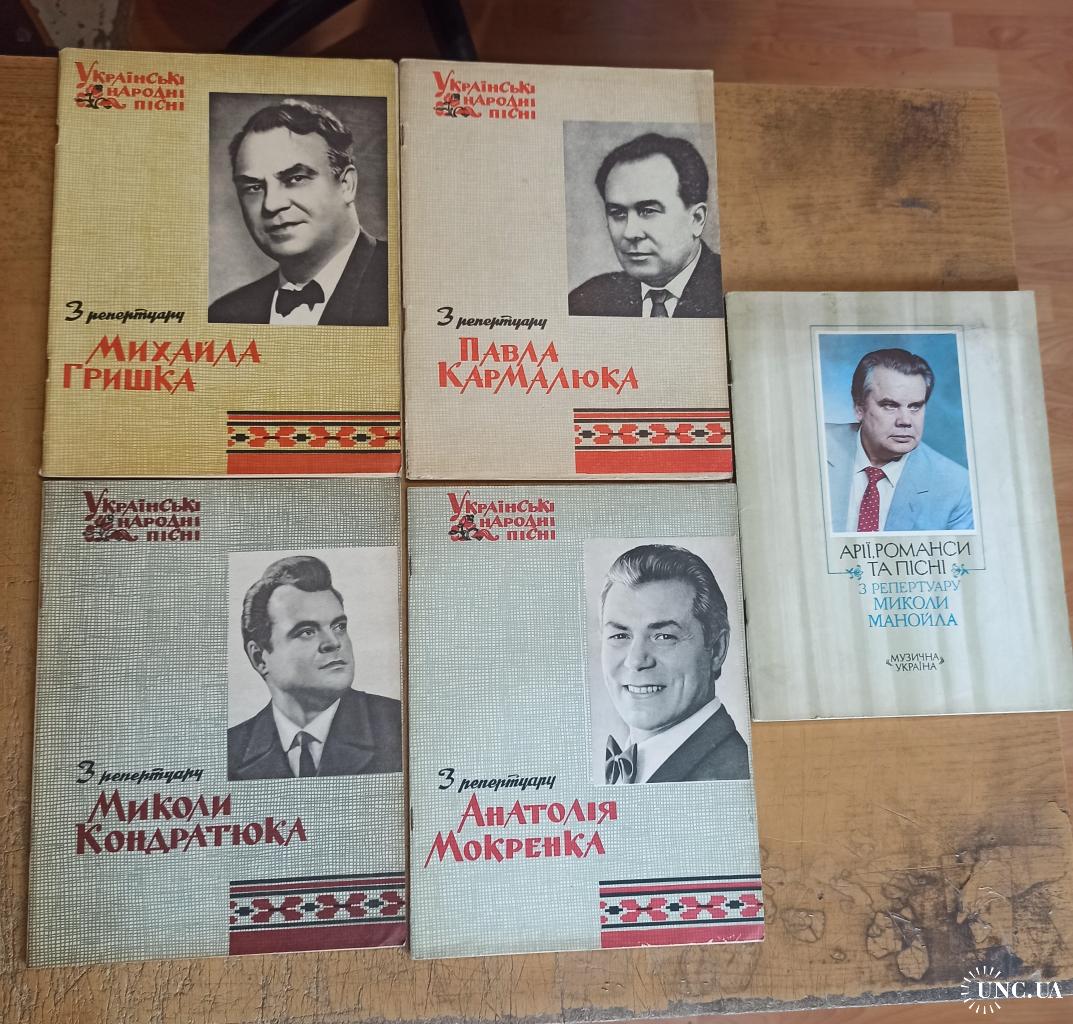 Українські
народні
пісні
З репертуару
Михайла
Гришка
Українські
народні
пісні
З репертуару
Павла
Кармалюка
Українські
народні
пісні
З репертуару
Миколи
Кондратюка
Українські
народні
пісні
З репертуару
Анатолія
Мокренка
АРІЇ, РОМАНСИ
ТА ПІСНІ
З РЕПЕРТУАРУ
МИКОЛИ
МАНОЙЛА
«МУЗИЧНА
УКРАЇНА»
UNC.UA